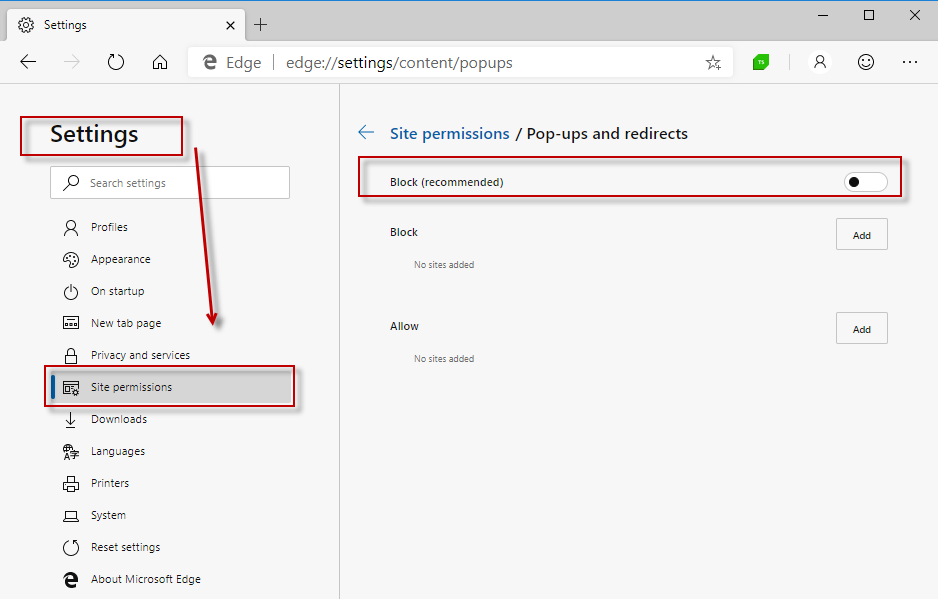 Settings
Edge edge://settings/content/popups
TS
Settings
Search settings
Profiles
Appearance
On startup
New tab page
Privacy and services
Site permissions
Downloads
Languages
Printers
System
Reset settings
About Microsoft Edge
Site permissions / Pop-ups and redirects
Block (recommended)
Block
Add
No sites added
Allow
Add
No sites added